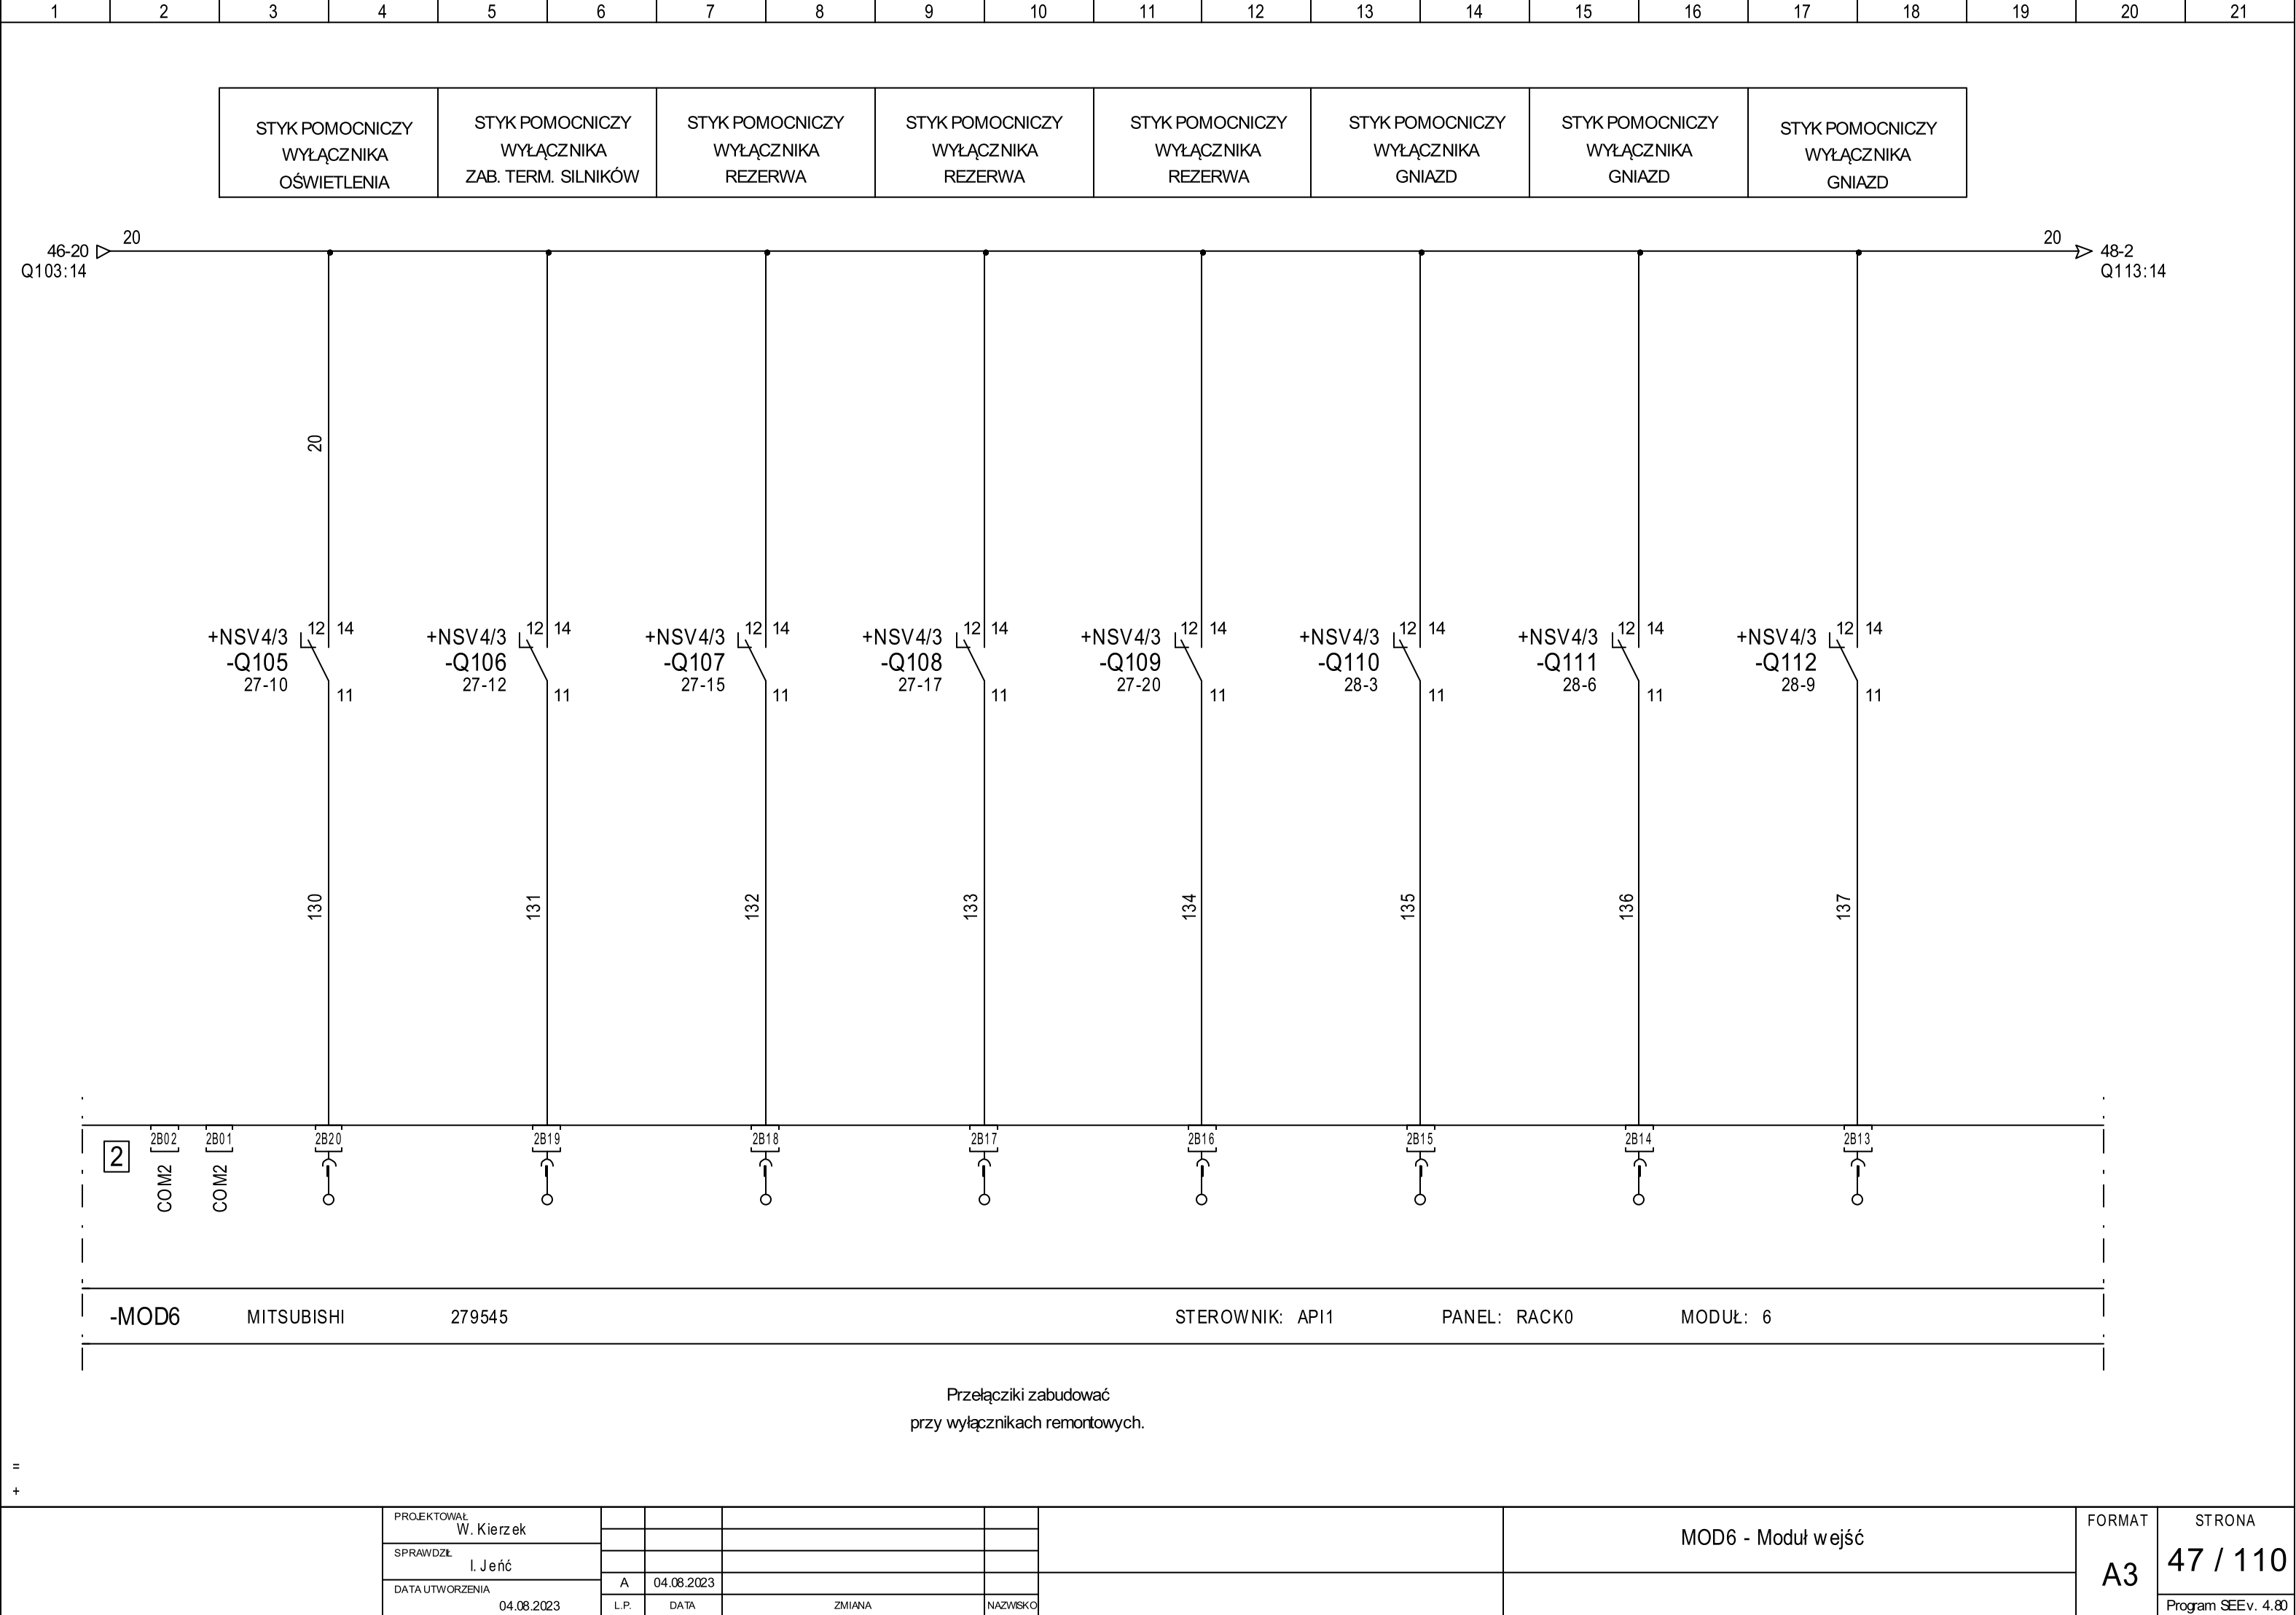 1 2 3 4 5 6 7 8 9 10 11 12 13 14 15 16 17 18 19 20 21
STYK POMOCNICZY
WYŁĄCZNIKA
OŚWIETLENIA
STYK POMOCNICZY
WYŁĄCZNIKA
ZAB. TERM. SILNIKÓW
STYK POMOCNICZY
WYŁĄCZNIKA
REZERWA
STYK POMOCNICZY
WYŁĄCZNIKA
REZERWA
STYK POMOCNICZY
WYŁĄCZNIKA
REZERWA
STYK POMOCNICZY
WYŁĄCZNIKA
GNIAZD
STYK POMOCNICZY
WYŁĄCZNIKA
GNIAZD
STYK POMOCNICZY
WYŁĄCZNIKA
GNIAZD
46-20 20
Q103:14
20 48-2
Q113:14
20
+NSV4/3 12 14
-Q105
27-10 11
+NSV4/3 12 14
-Q106
27-12 11
+NSV4/3 12 14
-Q107
27-15 11
+NSV4/3 12 14
-Q108
27-17 11
+NSV4/3 12 14
-Q109
27-20 11
+NSV4/3 12 14
-Q110
28-3 11
+NSV4/3 12 14
-Q111
28-6 11
+NSV4/3 12 14
-Q112
28-9 11
130 131 132 133 134 135 136 137
2 2B02 2B01 2B20 2B19 2B18 2B17 2B16 2B15 2B14 2B13
COM2 COM2
-MOD6 MITSUBISHI 279545 STEROWNIK: API1 PANEL: RACK0 MODUŁ: 6
Przełącziki zabudować
przy wyłącznikach remontowych.
=
+
PROJEKTOWAŁ
W. Kierzek
SPRAWDZIŁ
I. Jeńć
DATA UTWORZENIA
04.08.2023
A 04.08.2023
L.P. DATA ZMIANA NAZWISKO
MOD6 - Moduł wejść
FORMAT
A3
STRONA
47 / 110
Program SEE v. 4.80